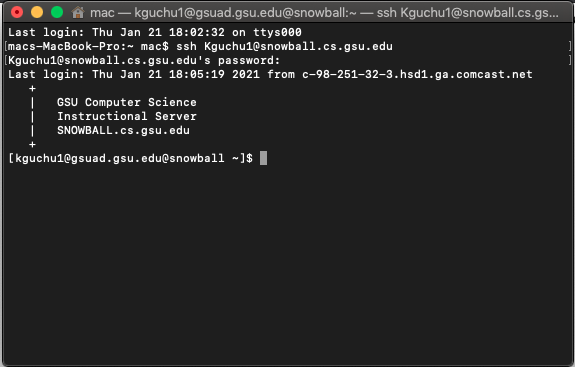 mac — kguchu1@gsuad.gsu.edu@snowball:~ — ssh Kguchu1@snowball.cs.gs...
Last login: Thu Jan 21 18:02:32 on ttys000
[macs-MacBook-Pro:~ mac$ ssh Kguchu1@snowball.cs.gsu.edu
[Kguchu1@snowball.cs.gsu.edu's password:
Last login: Thu Jan 21 18:05:19 2021 from c-98-251-32-3.hsd1.ga.comcast.net
+
| GSU Computer Science
| Instructional Server
| SNOWBALL.cs.gsu.edu
+
[kguchu1@gsuad.gsu.edu@snowball ~]$